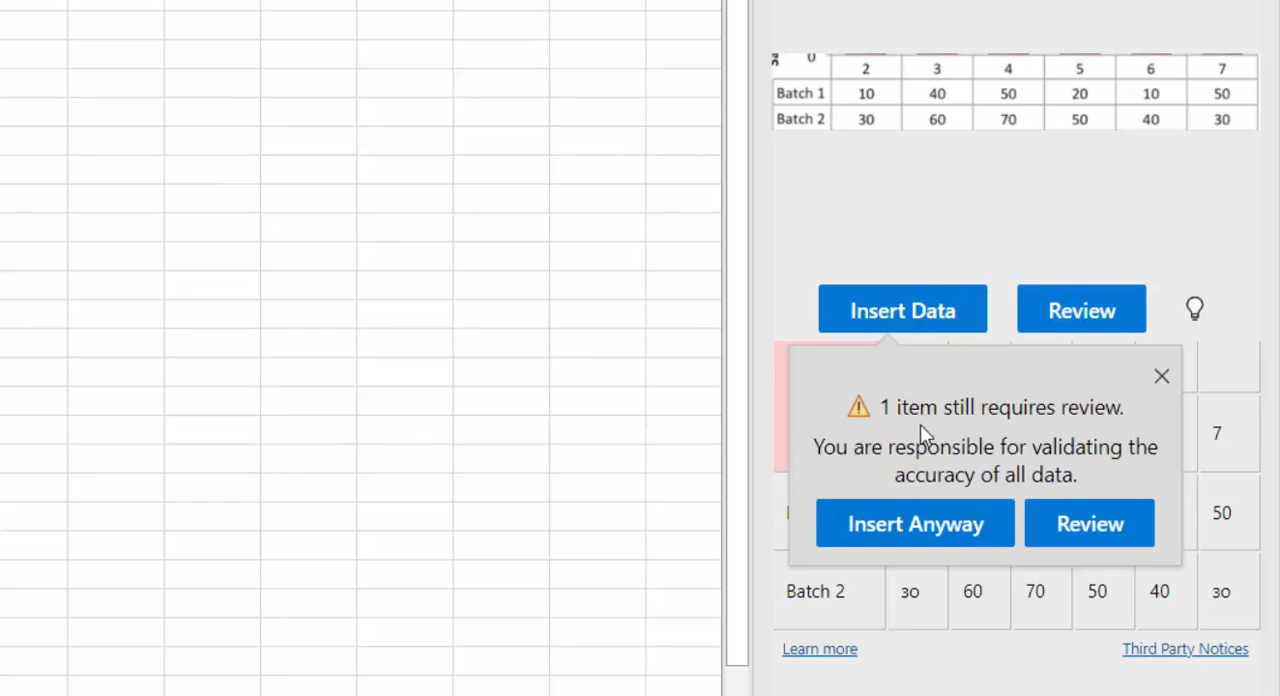 0
2 3 4 5 6 7
Batch 1 10 40 50 20 10 50
Batch 2 30 60 70 50 40 30
Insert Data Review
1 item still requires review.
You are responsible for validating the
accuracy of all data.
Insert Anyway Review
7
50
Batch 2 зо 60 70 50 40 зо
Learn more Third Party Notices